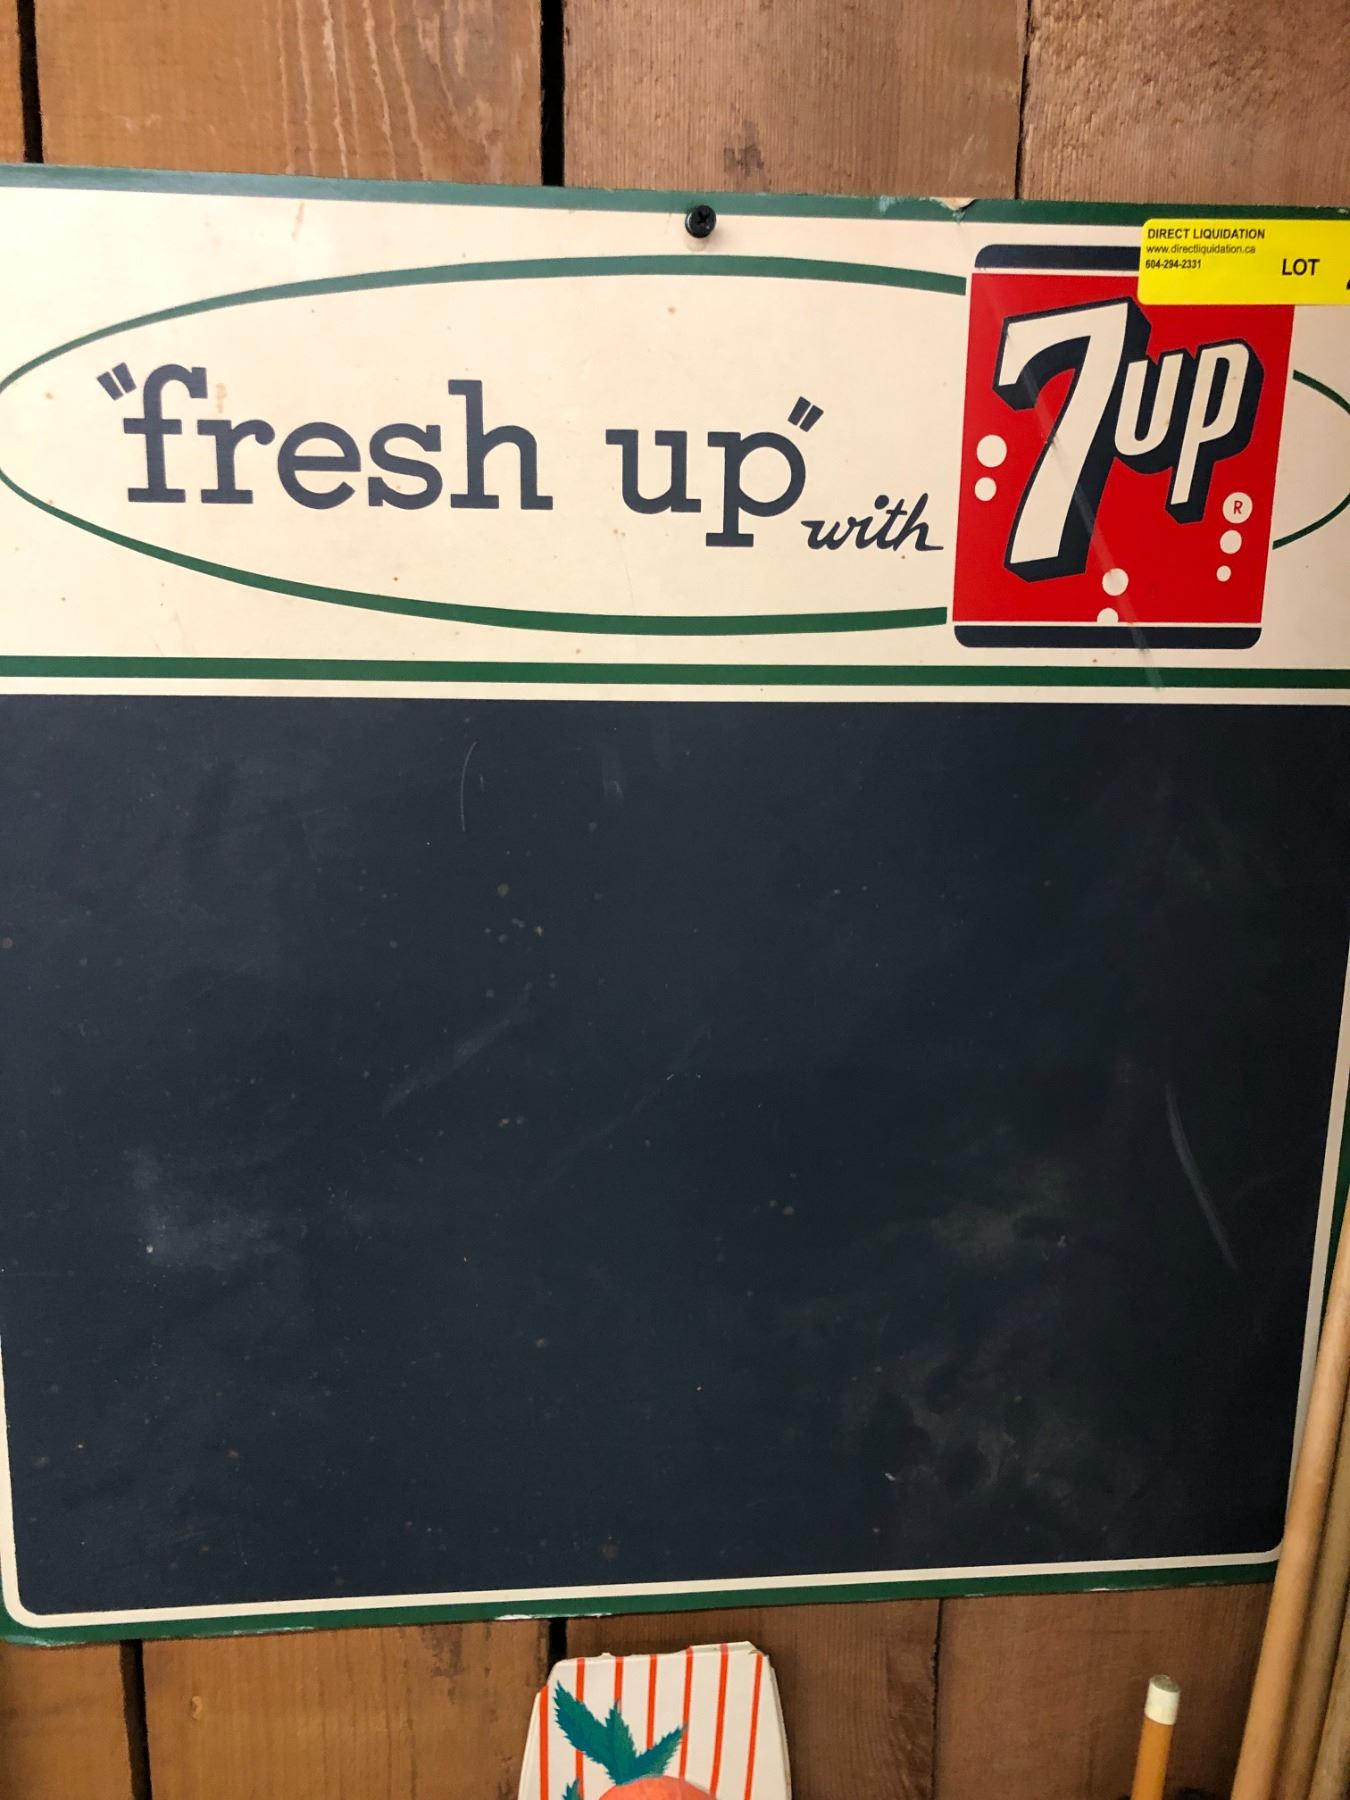 DIRECT LIQUIDATION
www.directliquidation.ca
604-294-2331
LOT
"fresh up" with
7up
R